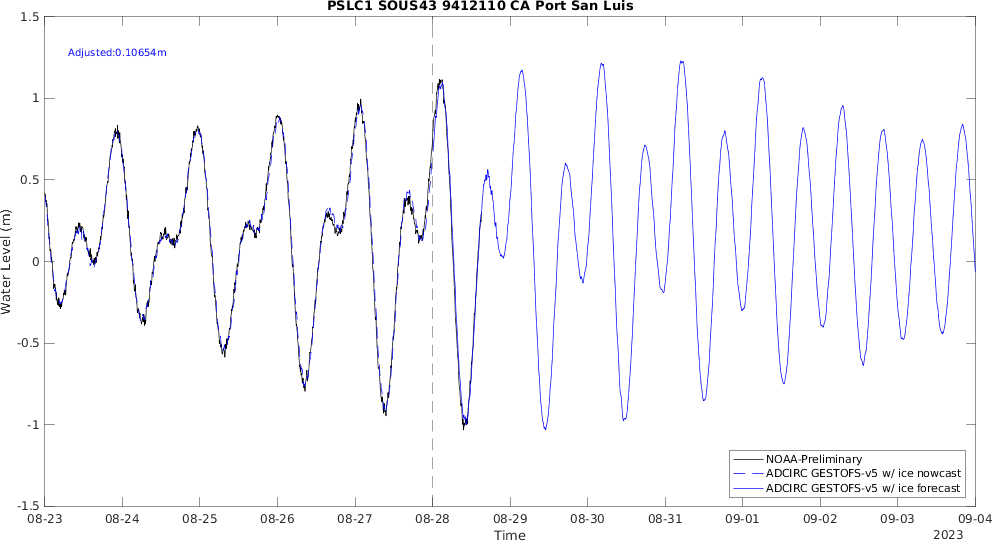 PSLC1 SOUS43 9412110 CA Port San Luis
Adjusted:0.10654m
Water Level (m)
1.5
1
0.5
0
-0.5
-1
-1.5
NOAA-Preliminary
ADCIRC GESTOFS-v5 w/ ice nowcast
ADCIRC GESTOFS-v5 w/ ice forecast
08-23 08-24 08-25 08-26 08-27 08-28 08-29 08-30 08-31 09-01 09-02 09-03 09-04
Time
2023